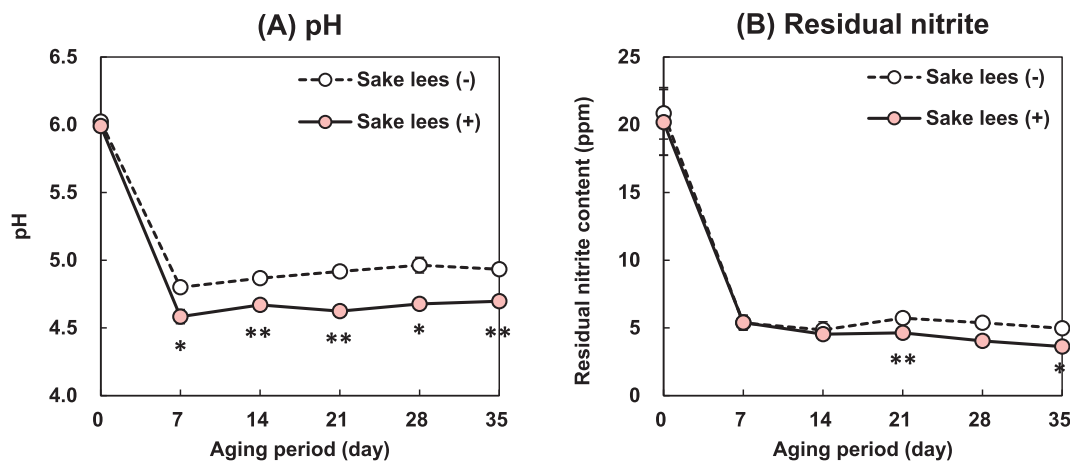 (A) pH
6.5
6.0
5.5
5.0
4.5
4.0
pH
Sake lees (-)
Sake lees (+)
*
**
**
*
**
0 7 14 21 28 35
Aging period (day)
(B) Residual nitrite
25
20
15
10
5
0
Residual nitrite content (ppm)
Sake lees (-)
Sake lees (+)
**
*
0 7 14 21 28 35
Aging period (day)